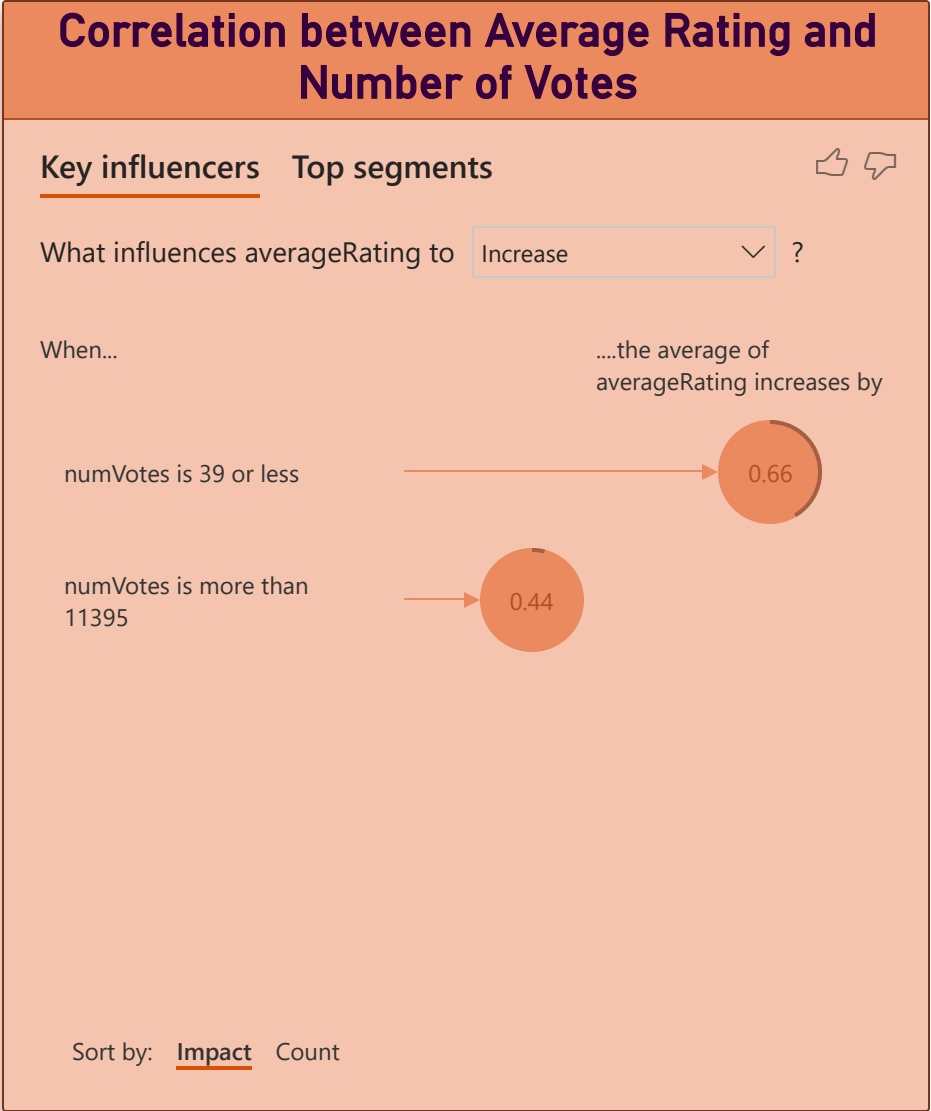 Correlation between Average Rating and
Number of Votes
Key influencers Top segments
What influences averageRating to Increase ?
When...
....the average of
averageRating increases by
numVotes is 39 or less
0.66
numVotes is more than
11395
0.44
Sort by: Impact Count